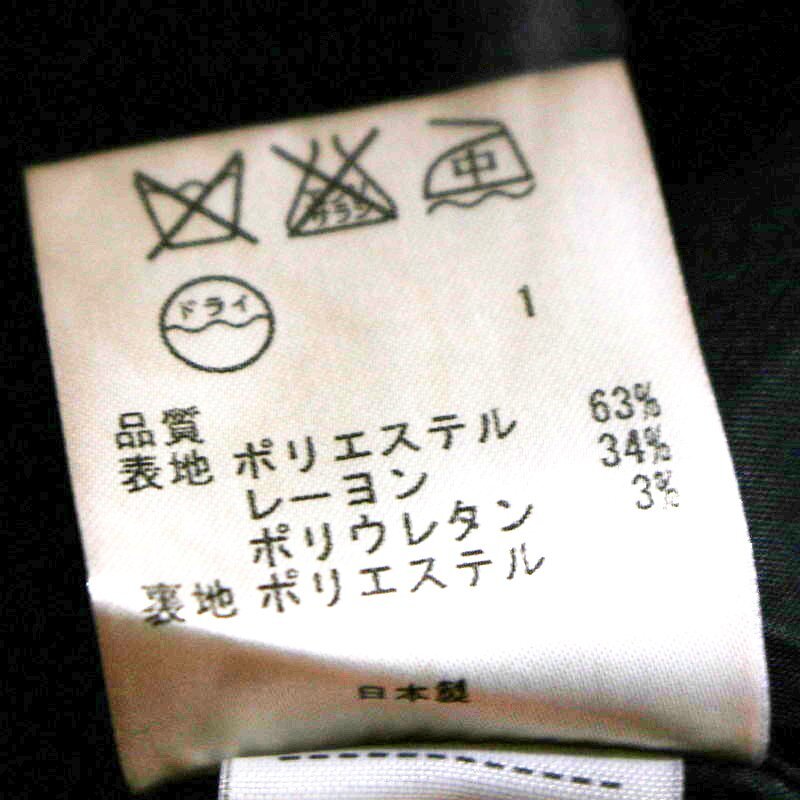 中
ドライ
1
品質
表地 ポリエステル 63%
レーヨン 34%
ポリウレタン 3%
裏地 ポリエステル
日本製